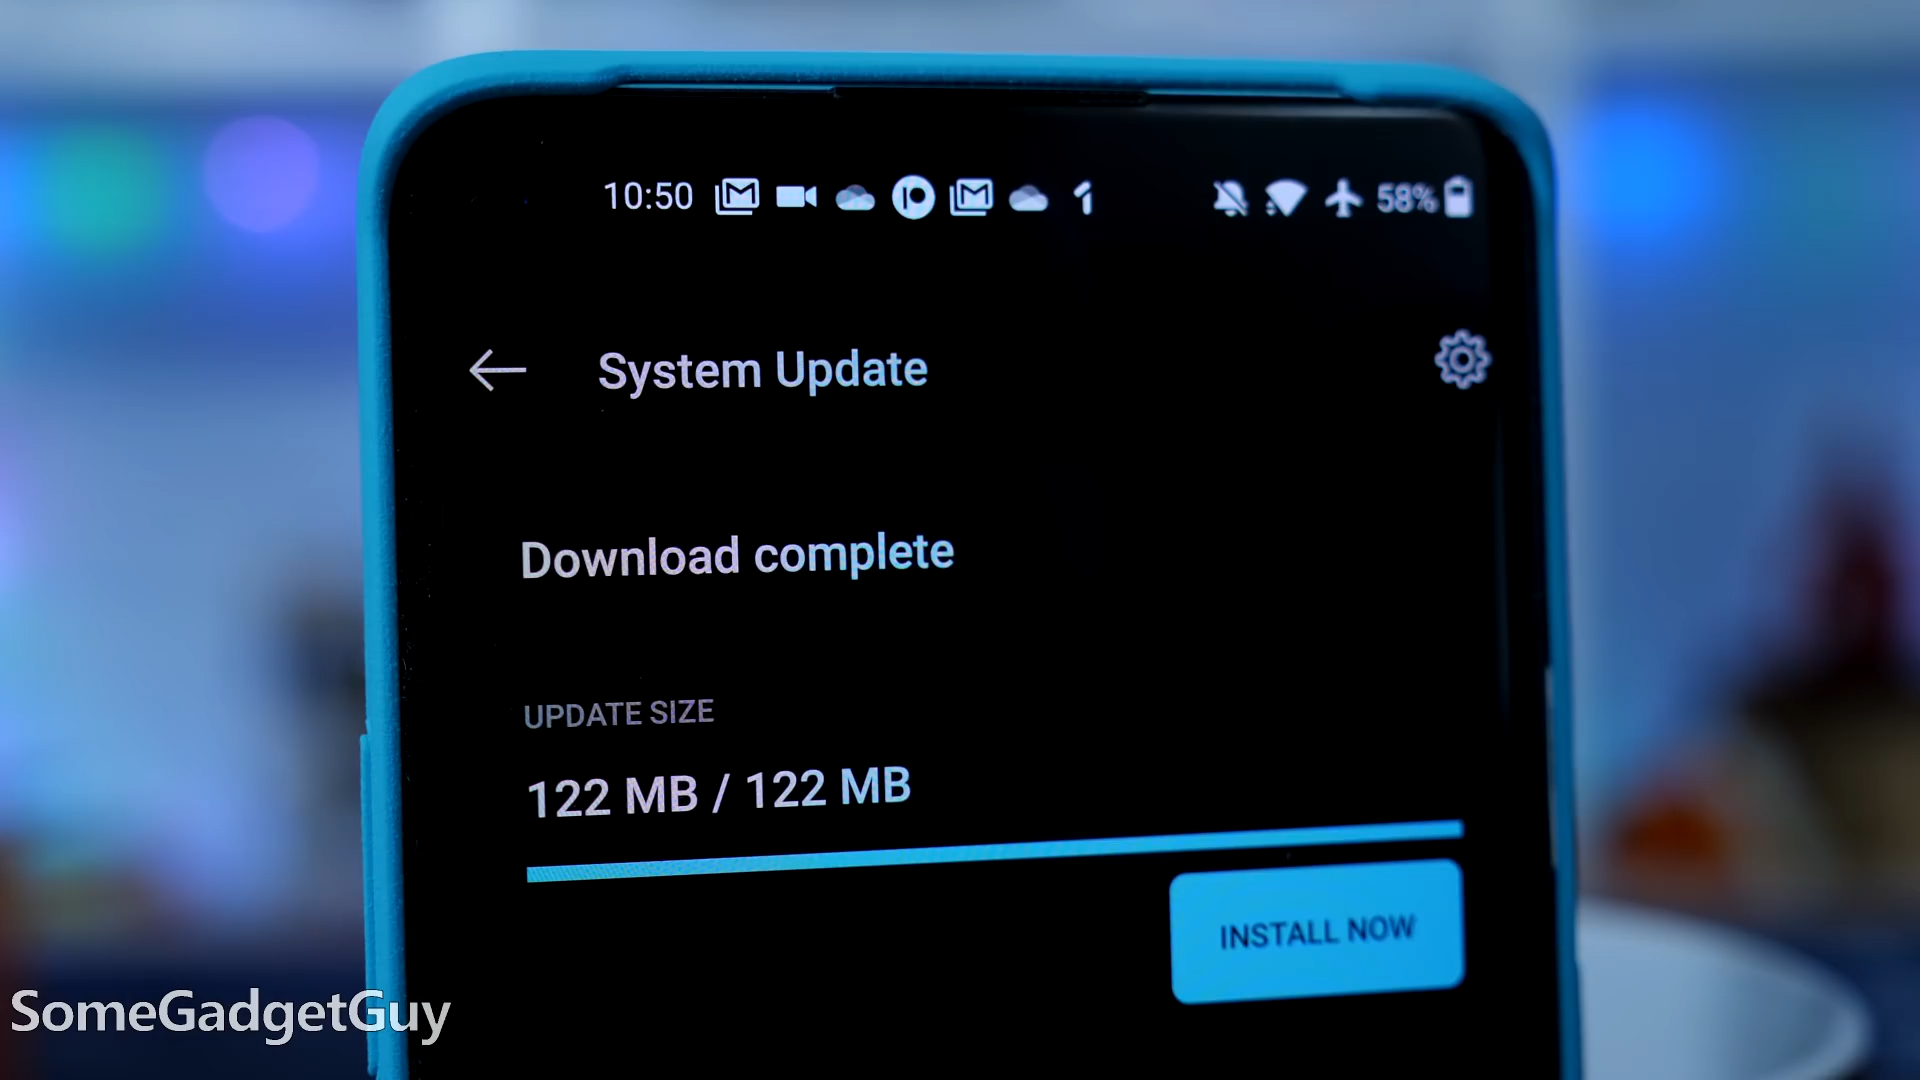 10:50 58%
System Update
Download complete
UPDATE SIZE
122 MB / 122 MB
INSTALL NOW
SomeGadgetGuy